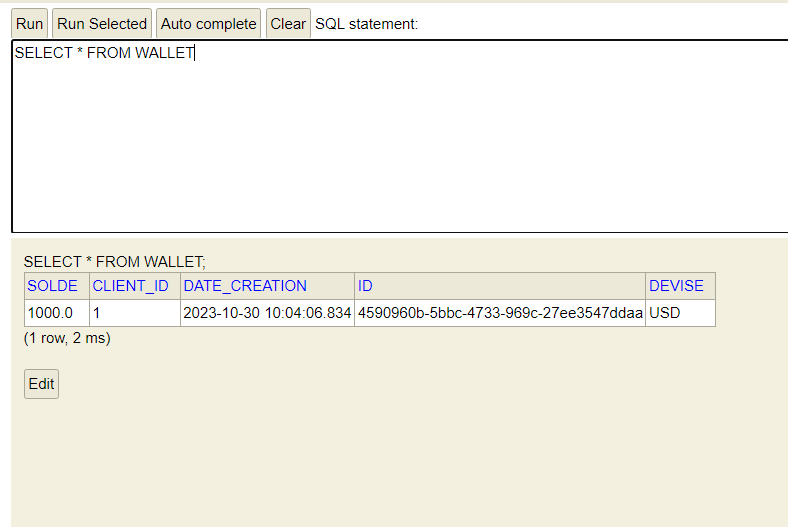 Run Run Selected Auto complete Clear SQL statement:
SELECT * FROM WALLET
SELECT * FROM WALLET;
SOLDE CLIENT_ID DATE_CREATION ID DEVISE
1000.0 1 2023-10-30 10:04:06.834 4590960b-5bbc-4733-969c-27ee3547ddaa USD
(1 row, 2 ms)
Edit